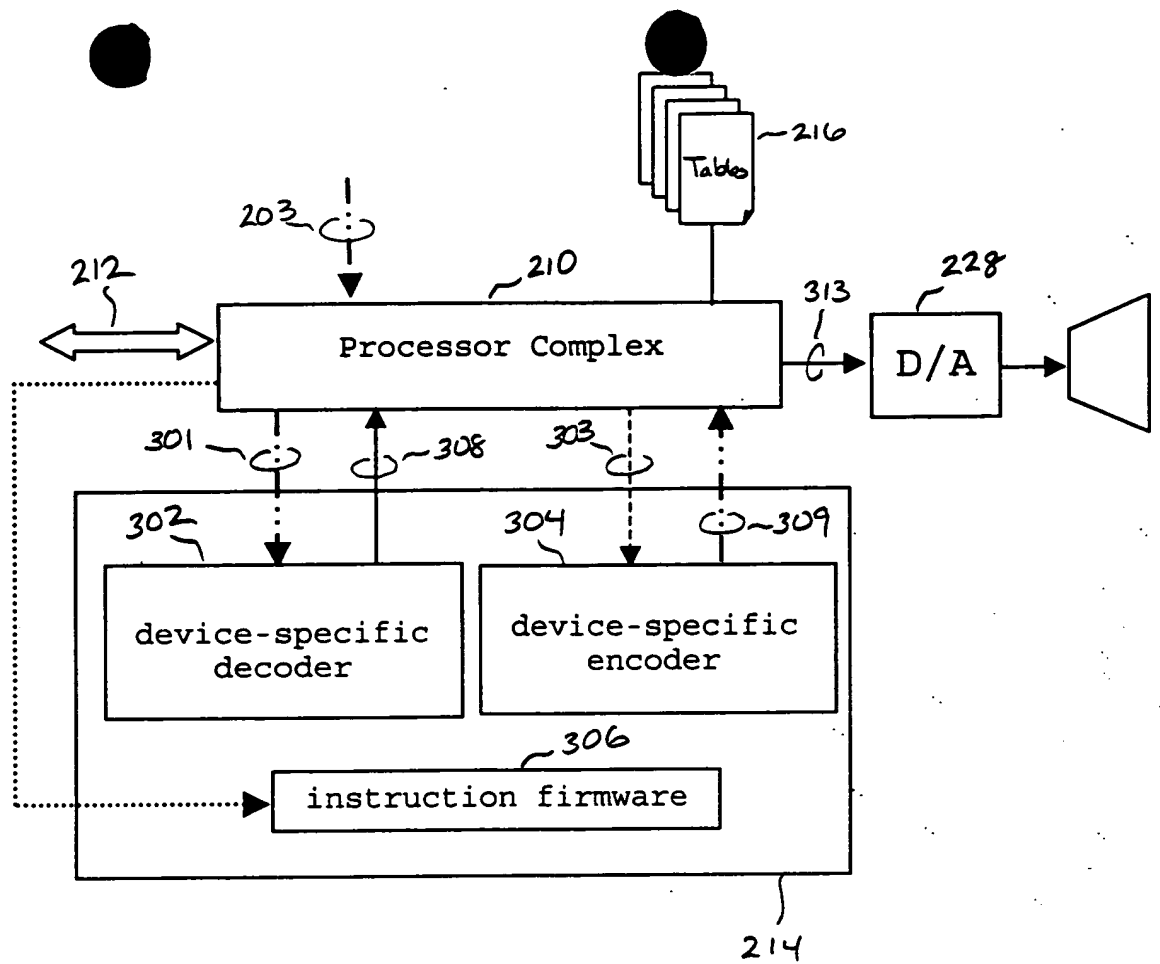 216
Tables
203
212
210
313
228
Processor Complex
D/A
301
308
303
302
304
309
device-specific
decoder
device-specific
encoder
306
instruction firmware
214